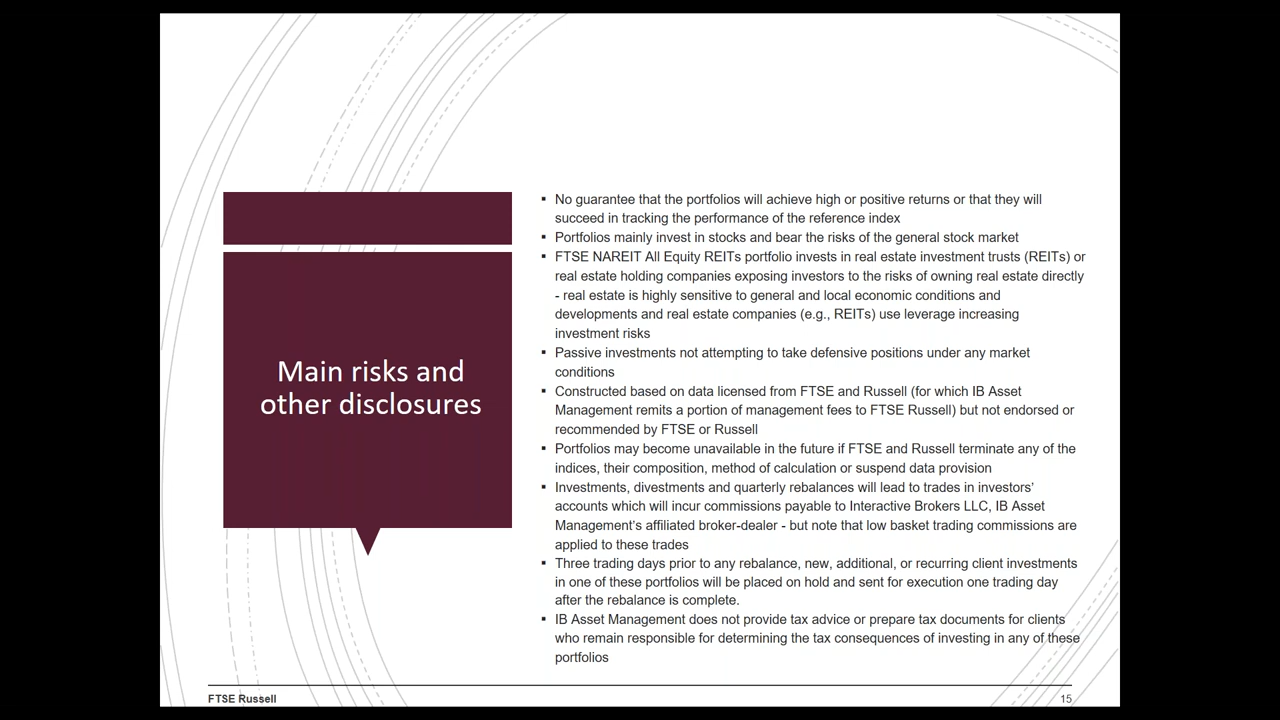 Main risks and
other disclosures
▪ No guarantee that the portfolios will achieve high or positive returns or that they will
succeed in tracking the performance of the reference index
▪ Portfolios mainly invest in stocks and bear the risks of the general stock market
▪ FTSE NAREIT All Equity REITs portfolio invests in real estate investment trusts (REITs) or
real estate holding companies exposing investors to the risks of owning real estate directly
- real estate is highly sensitive to general and local economic conditions and
developments and real estate companies (e.g., REITs) use leverage increasing
investment risks
▪ Passive investments not attempting to take defensive positions under any market
conditions
▪ Constructed based on data licensed from FTSE and Russell (for which IB Asset
Management remits a portion of management fees to FTSE Russell) but not endorsed or
recommended by FTSE or Russell
▪ Portfolios may become unavailable in the future if FTSE and Russell terminate any of the
indices, their composition, method of calculation or suspend data provision
▪ Investments, divestments and quarterly rebalances will lead to trades in investors’
accounts which will incur commissions payable to Interactive Brokers LLC, IB Asset
Management’s affiliated broker-dealer - but note that low basket trading commissions are
applied to these trades
▪ Three trading days prior to any rebalance, new, additional, or recurring client investments
in one of these portfolios will be placed on hold and sent for execution one trading day
after the rebalance is complete.
▪ IB Asset Management does not provide tax advice or prepare tax documents for clients
who remain responsible for determining the tax consequences of investing in any of these
portfolios
FTSE Russell
15